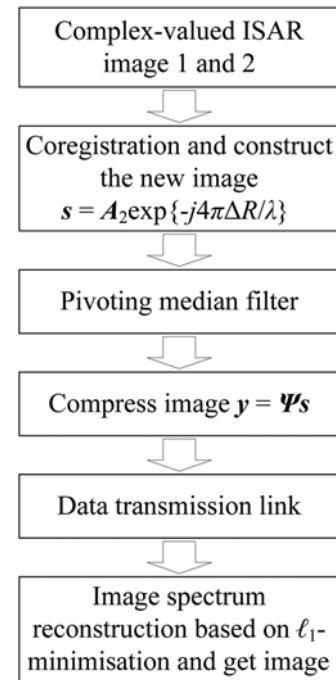 Complex-valued ISAR
image 1 and 2
Coregistration and construct
the new image
s = A₂exp{-j4πΔR/λ}
Pivoting median filter
Compress image y = Ψs
Data transmission link
Image spectrum
reconstruction based on ℓ₁-
minimisation and get image